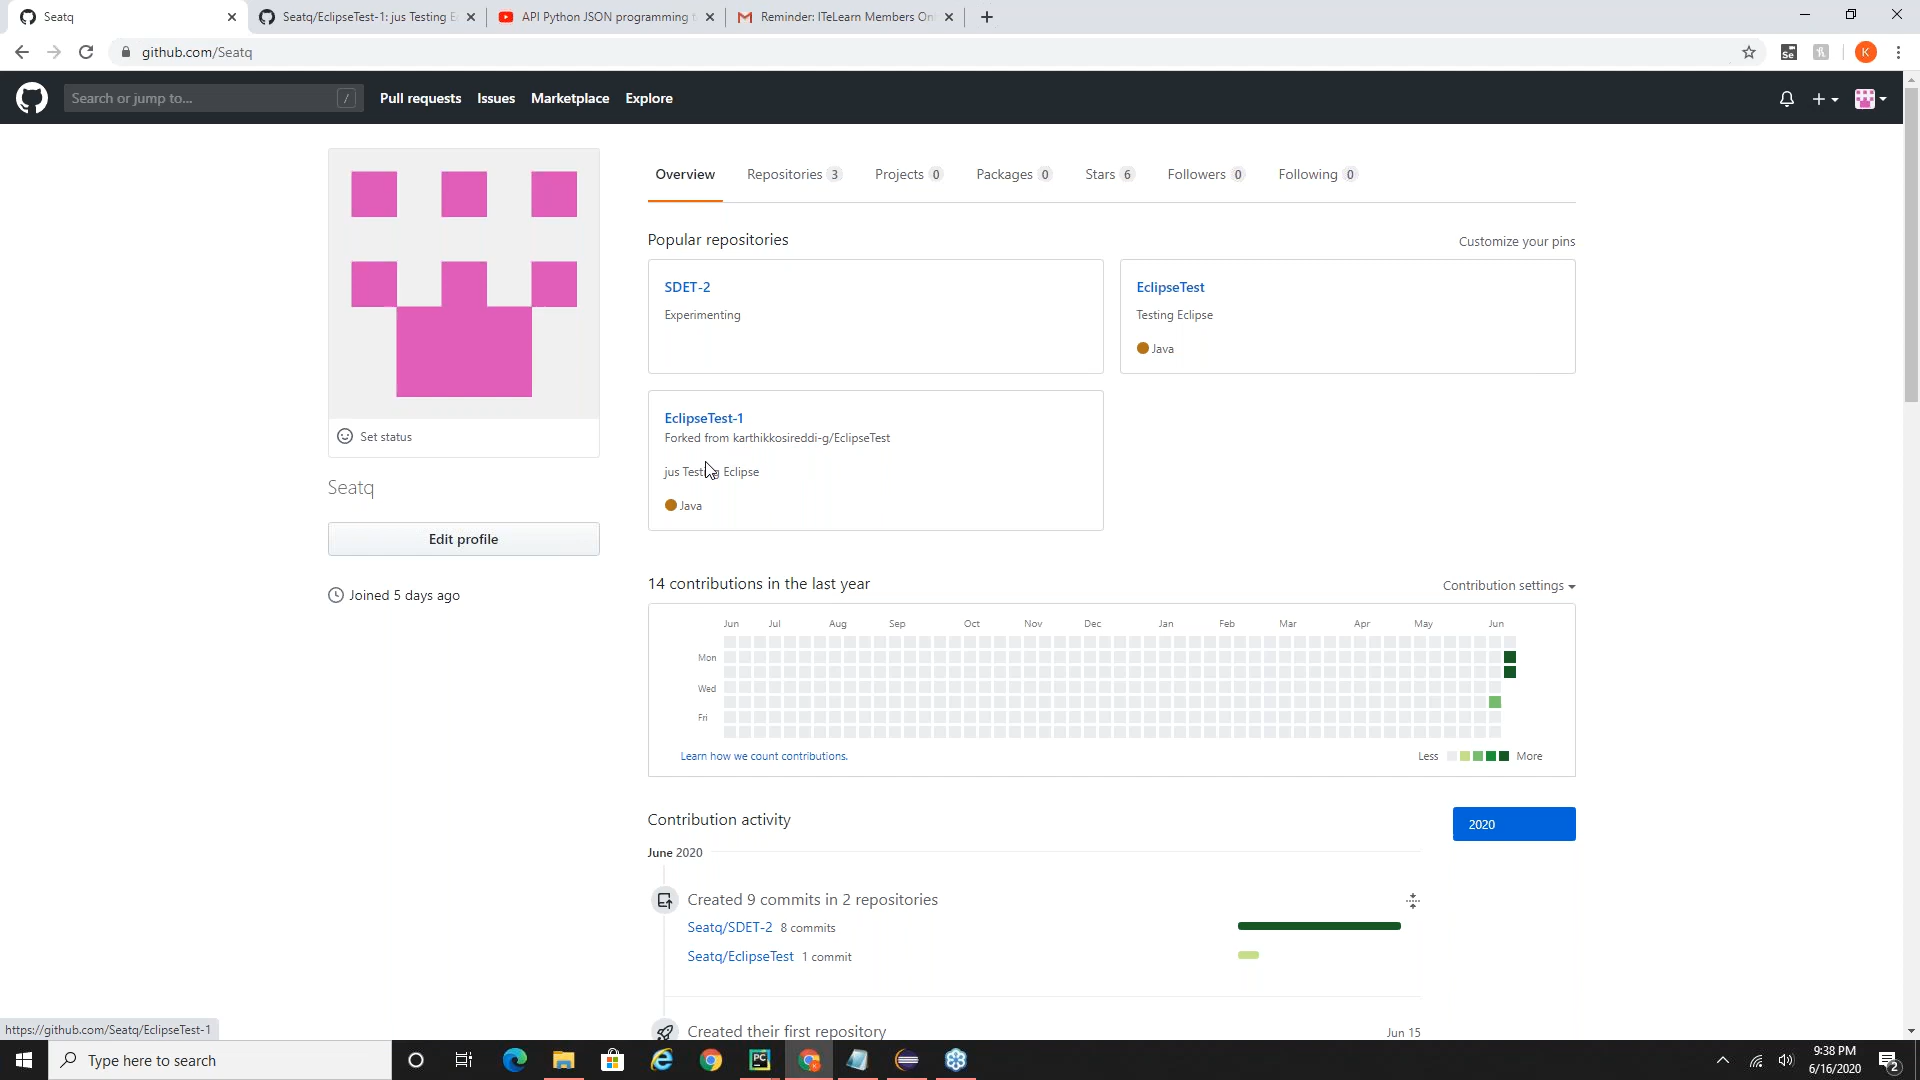 Seatq
Seatq/EclipseTest-1: jus Testing E
API Python JSON programming
Reminder: ITeLearn Members On
github.com/Seatq
Se
K
Search or jump to...
/
Pull requests
Issues
Marketplace
Explore
Overview
Repositories 3
Projects 0
Packages 0
Stars 6
Followers 0
Following 0
Popular repositories
Customize your pins
SDET-2
Experimenting
EclipseTest
Testing Eclipse
Java
EclipseTest-1
Forked from karthikkosireddi-g/EclipseTest
jus Testing Eclipse
Java
Set status
Seatq
Edit profile
Joined 5 days ago
14 contributions in the last year
Contribution settings
Jun Jul Aug Sep Oct Nov Dec Jan Feb Mar Apr May Jun
Mon
Wed
Fri
Learn how we count contributions.
Less
More
Contribution activity
2020
June 2020
Created 9 commits in 2 repositories
Seatq/SDET-2 8 commits
Seatq/EclipseTest 1 commit
Created their first repository
Jun 15
https://github.com/Seatq/EclipseTest-1
Type here to search
PC
9:38 PM
6/16/2020
2